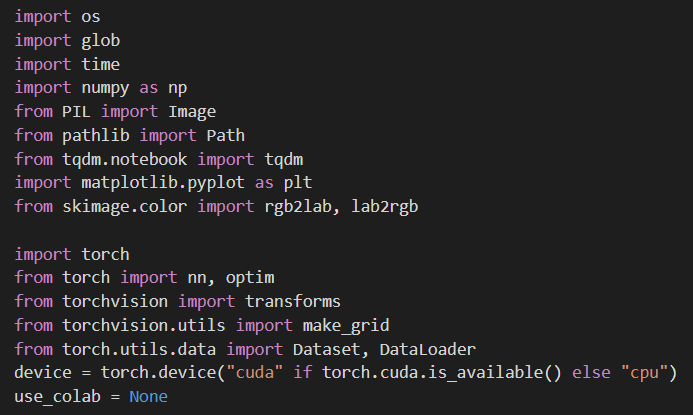 import os
import glob
import time
import numpy as np
from PIL import Image
from pathlib import Path
from tqdm.notebook import tqdm
import matplotlib.pyplot as plt
from skimage.color import rgb2lab, lab2rgb

import torch
from torch import nn, optim
from torchvision import transforms
from torchvision.utils import make_grid
from torch.utils.data import Dataset, DataLoader
device = torch.device("cuda" if torch.cuda.is_available() else "cpu")
use_colab = None